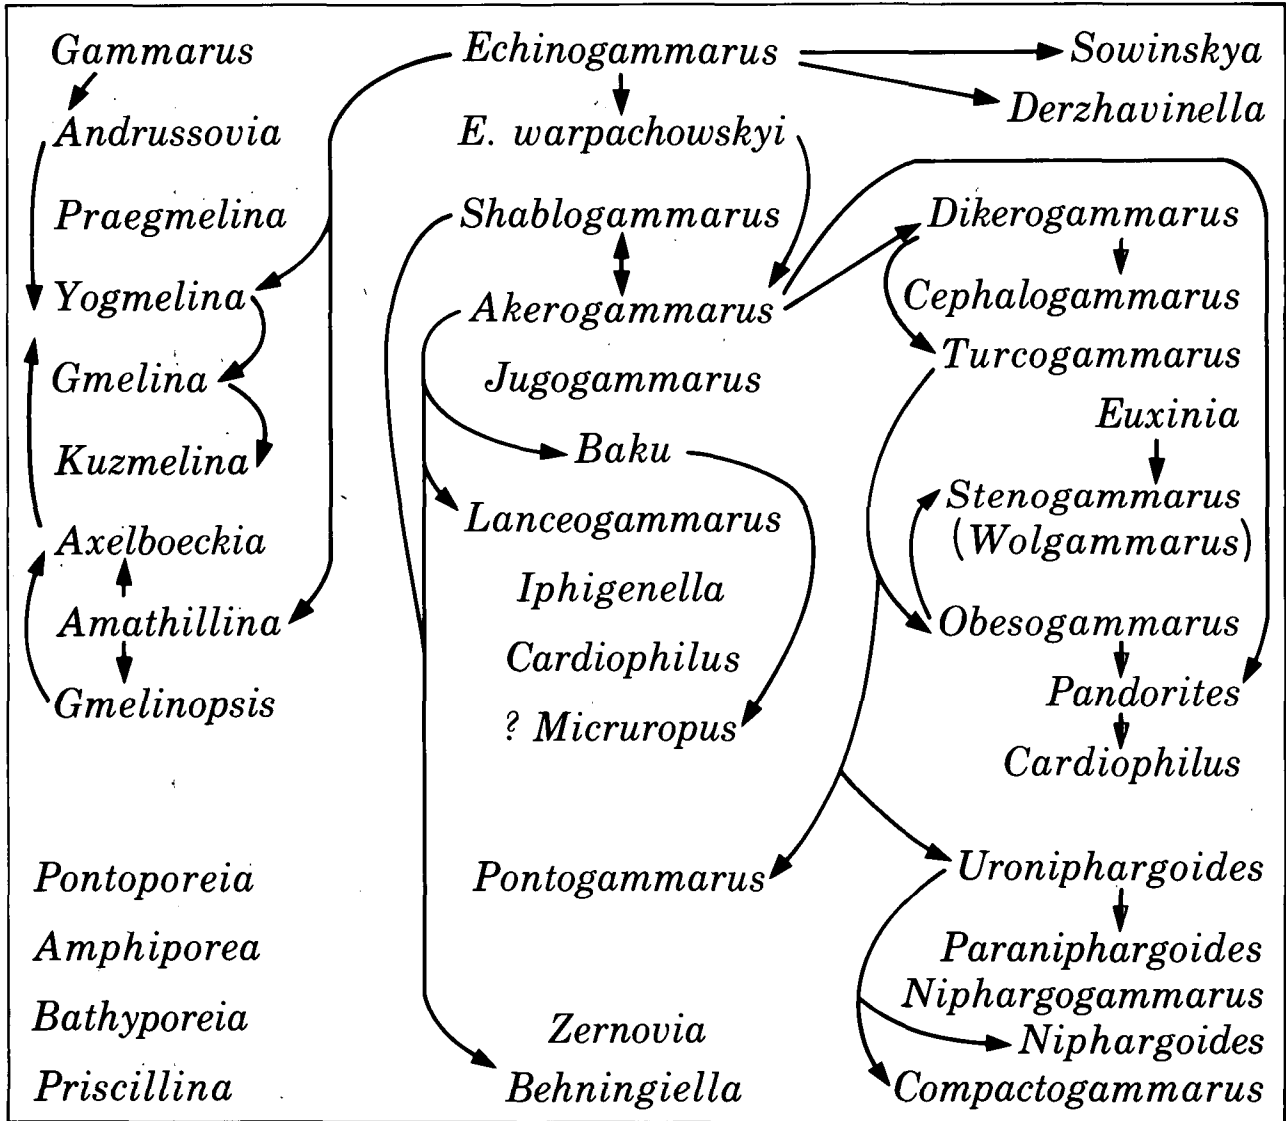 Gammarus
Andrussovia
Praegmelina
Yogmelina
Gmelina
Kuzmelina
Axelboeckia
Amathillina
Gmelinopsis
Pontoporeia
Amphiporea
Bathyporeia
Priscillina
Echinogammarus
E. warpachowskyi
Shablogammarus
Akerogammarus
Jugogammarus
Baku
Lanceogammarus
Iphigenella
Cardiophilus
? Micruropus
Pontogammarus
Zernovia
Behningiella
Sowinskya
Derzhavinella
Dikerogammarus
Cephalogammarus
Turcogammarus
Euxinia
Stenogammarus
(Wolgammarus)
Obesogammarus
Pandorites
Cardiophilus
Uroniphargoides
Paraniphargoides
Niphargogammarus
Niphargoides
Compactogammarus